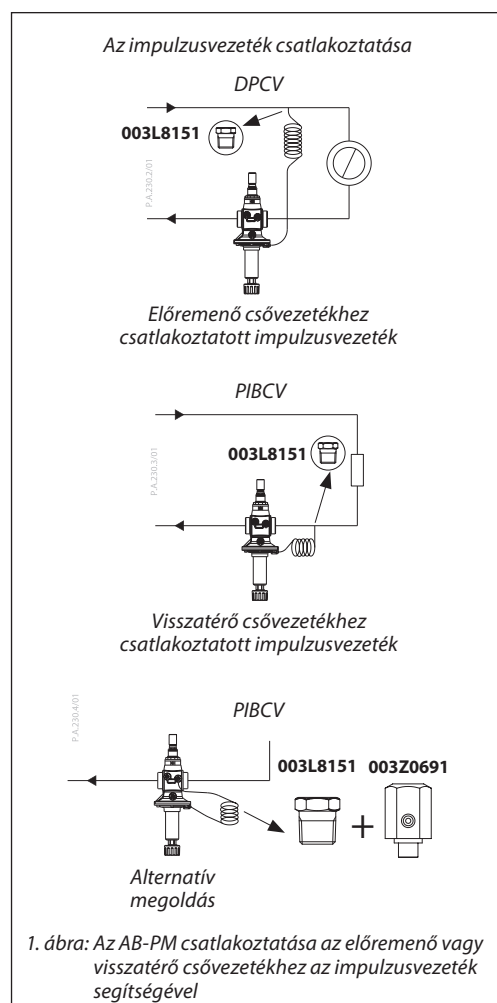 Az impulzusvezeték csatlakoztatása
DPCV
003L8151
P.A.230.2/01
Előremenő csővezetékhez
csatlakoztatott impulzusvezeték
PIBCV
003L8151
P.A.230.3/01
Visszatérő csővezetékhez
csatlakoztatott impulzusvezeték
P.A.230.4/01
PIBCV
003L8151 003Z0691
+
Alternatív
megoldás
1. ábra: Az AB-PM csatlakoztatása az előremenő vagy
visszatérő csővezetékhez az impulzusvezeték
segítségével